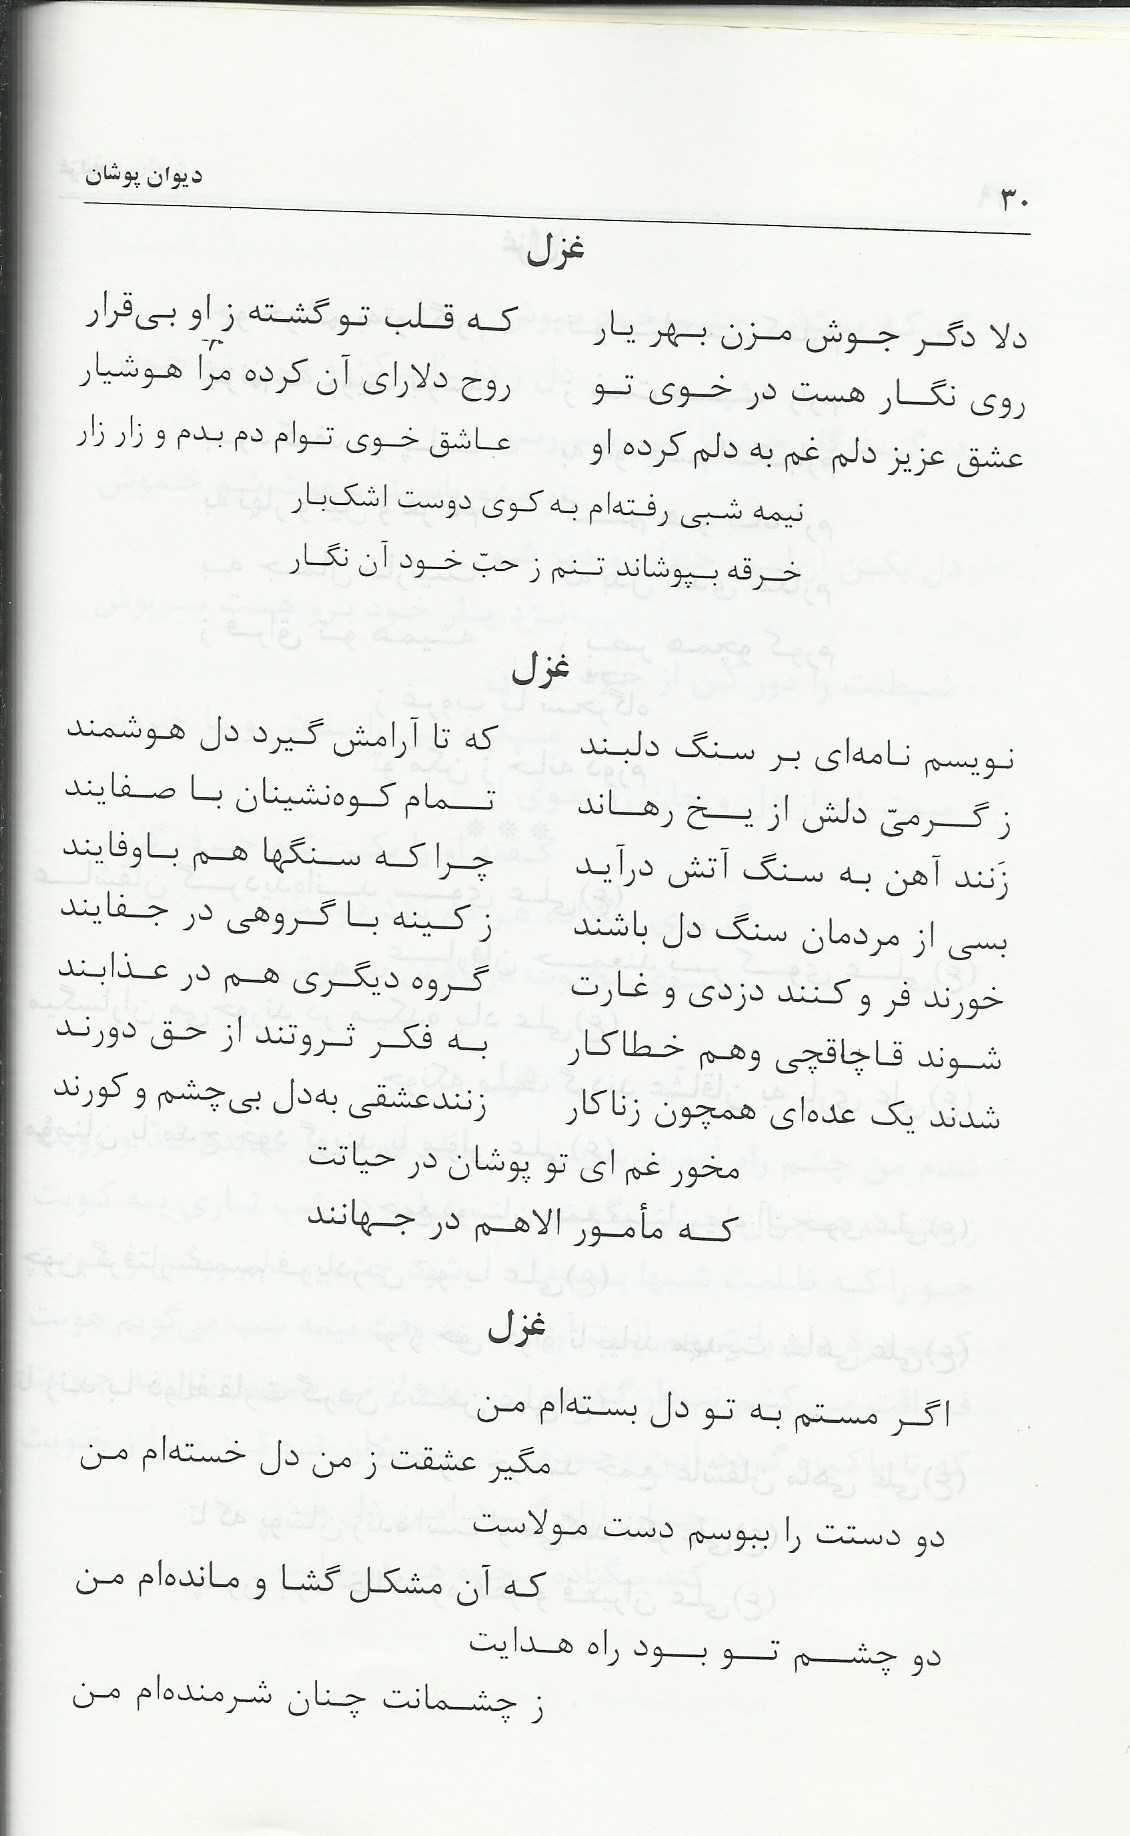 ۳۰ دیوان پوشان
غزل
دلا دگر جوش مزن بهر یار که قلب تو گشته ز او بی‌قرار
روی نگار هست در خوی تو روح دلارای آن کرده مرا هوشیار
عشق عزیز دلم غم به دلم کرده او عاشق خوی توام دم بدم و زار زار
نیمه شبی رفته‌ام به کوی دوست اشک‌بار
خرقه بپوشاند تنم ز حبّ خود آن نگار
غزل
نویسم نامه‌ای بر سنگ دلبند که تا آرامش گیرد دل هوشمند
ز گرمیّ دلش از یخ رهاند تمام کوه‌نشینان با صفایند
زَنند آهن به سنگ آتش درآید چرا که سنگها هم باوفایند
بسی از مردمان سنگ دل باشند ز کینه با گروهی در جفایند
خورند فر و کنند دزدی و غارت گروه دیگری هم در عذابند
شوند قاچاقچی وهم خطاکار به فکر ثروتند از حق دورند
شدند یک عده‌ای همچون زناکار زنندعشقی به‌دل بی‌چشم و کورند
مخور غم ای تو پوشان در حیاتت
که مأمور الاهم در جهانند
غزل
اگر مستم به تو دل بسته‌ام من
مگیر عشقت ز من دل خسته‌ام من
دو دستت را ببوسم دست مولاست
که آن مشکل گشا و مانده‌ام من
دو چشم تو بود راه هدایت
ز چشمانت چنان شرمنده‌ام من